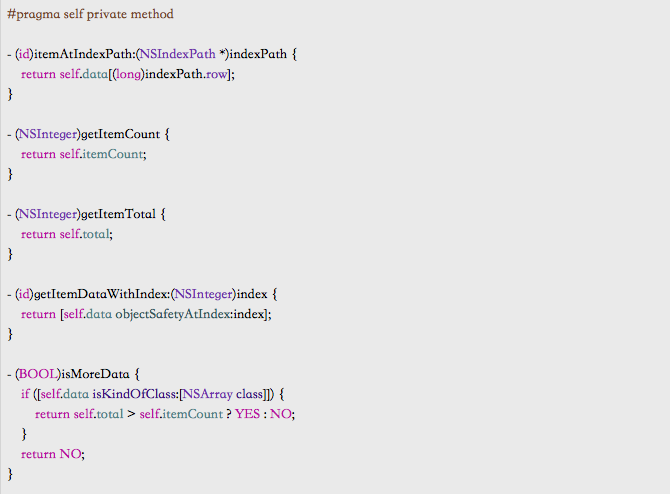 #pragma self private method
- (id)itemAtIndexPath:(NSIndexPath *)indexPath {
return self.data[(long)indexPath.row];
}
- (NSInteger)getItemCount {
return self.itemCount;
}
- (NSInteger)getItemTotal {
return self.total;
}
- (id)getItemDataWithIndex:(NSInteger)index {
return [self.data objectSafetyAtIndex:index];
}
- (BOOL)isMoreData {
if ([self.data isKindOfClass:[NSArray class]]) {
return self.total > self.itemCount ? YES : NO;
}
return NO;
}